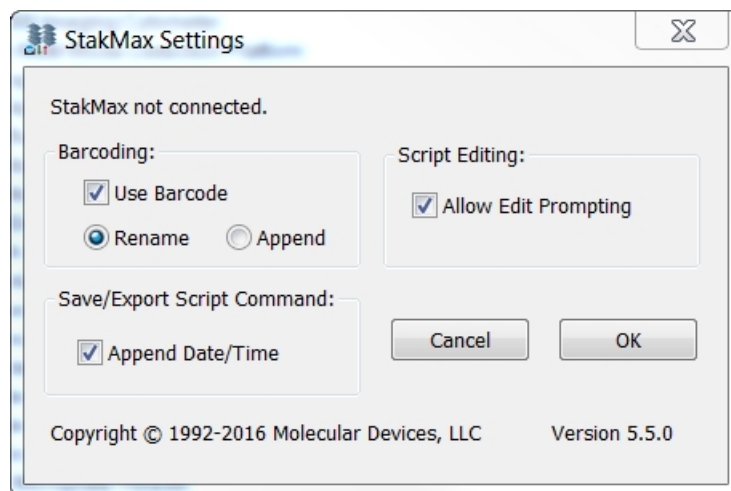 StakMax Settings
StakMax not connected.
Barcoding:
Use Barcode
Rename Append
Script Editing:
Allow Edit Prompting
Save/Export Script Command:
Append Date/Time
Cancel OK
Copyright © 1992-2016 Molecular Devices, LLC Version 5.5.0